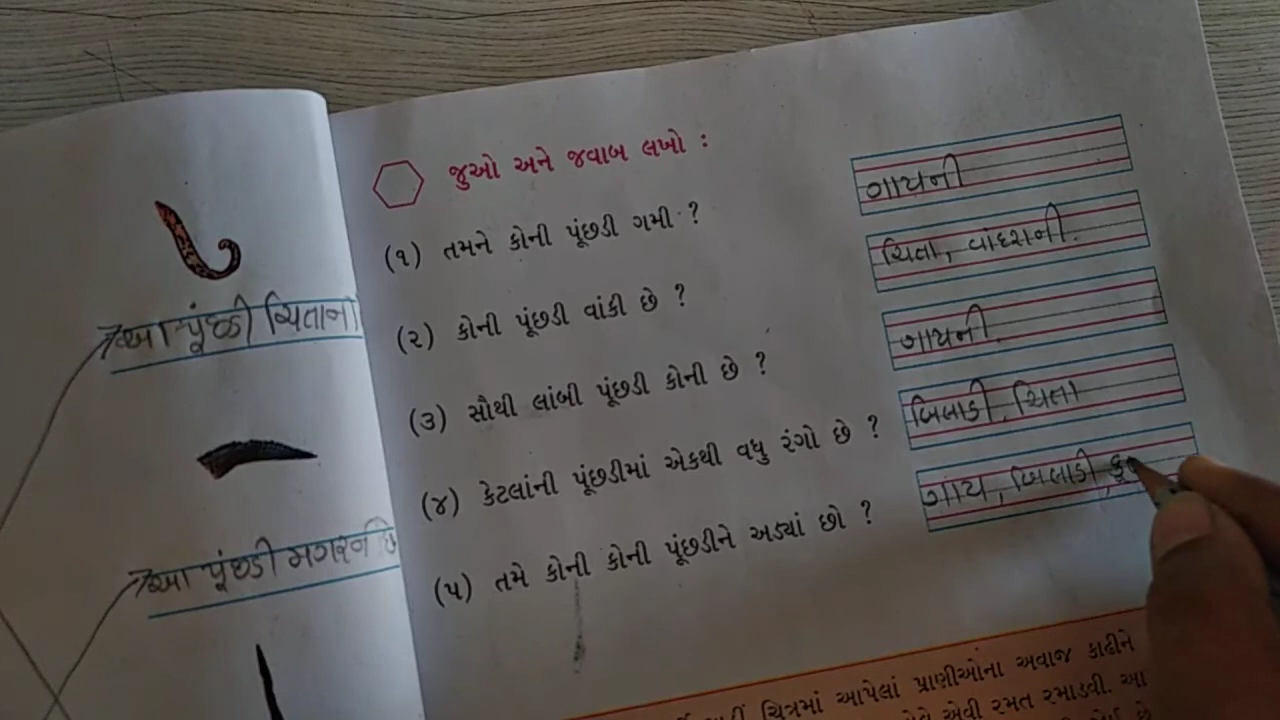 આ પૂંછડી ચિતાની
આ પૂંછડી મગરની છે
જુઓ અને જવાબ લખો :
(૧) તમને કોની પૂંછડી ગમી ?
ગાયની
(૨) કોની પૂંછડી વાંકી છે ?
ચિતા, વાંદરાની.
(૩) સૌથી લાંબી પૂંછડી કોની છે ?
ગાયની.
(૪) કેટલાંની પૂંછડીમાં એકથી વધુ રંગો છે ?
બિલાડી, ચિતા
(૫) તમે કોની કોની પૂંછડીને અડ્યાં છો ?
ગાય, બિલાડી,
ચિત્રમાં આપેલાં પ્રાણીઓના અવાજ કાઢીને
એવી રમત રમાડવી. આ